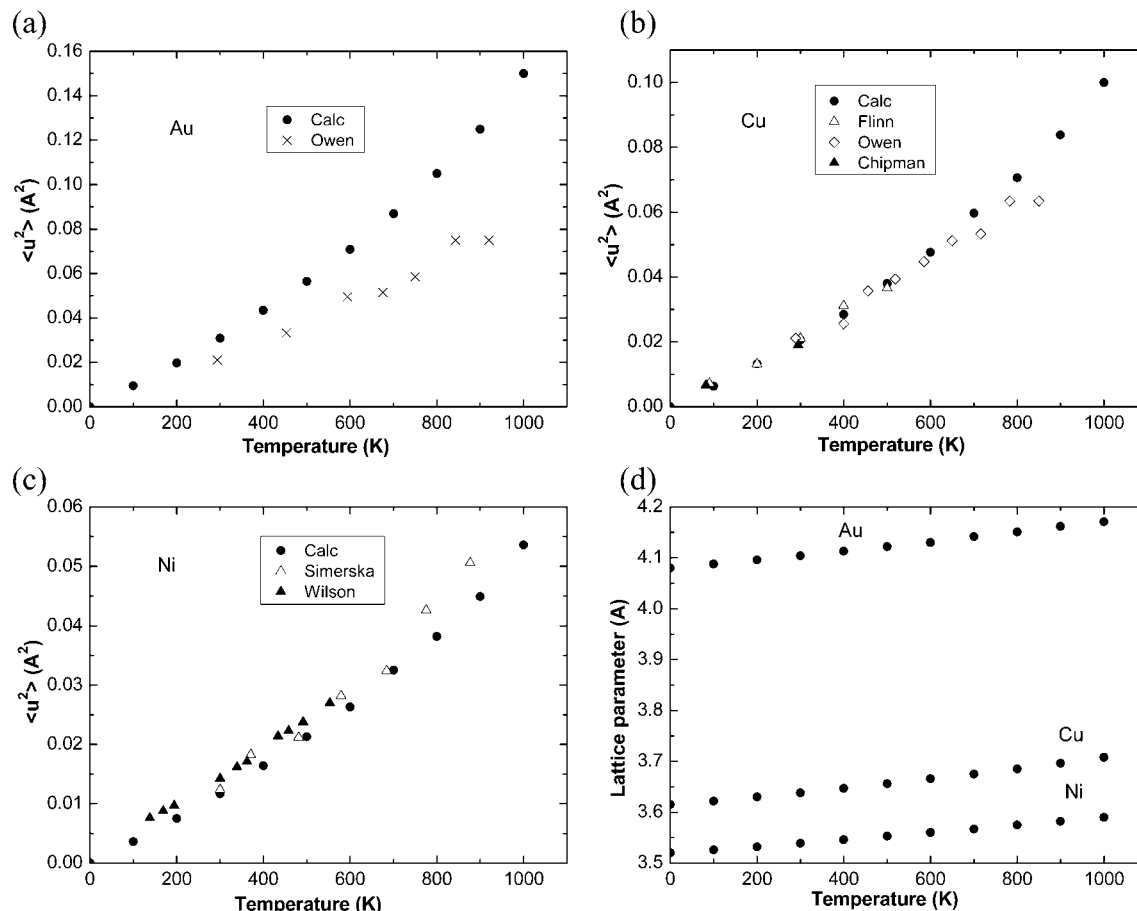 (a)
0.16
0.14
0.12
0.10
0.08
0.06
0.04
0.02
0.00
<u²> (A²)
Au
Calc
Owen
0 200 400 600 800 1000
Temperature (K)
(b)
0.10
0.08
0.06
0.04
0.02
0.00
<u²> (A²)
Cu
Calc
Flinn
Owen
Chipman
0 200 400 600 800 1000
Temperature (K)
(c)
0.06
0.05
0.04
0.03
0.02
0.01
0.00
<u²> (A²)
Ni
Calc
Simerska
Wilson
0 200 400 600 800 1000
Temperature (K)
(d)
4.2
4.1
4.0
3.9
3.8
3.7
3.6
3.5
Lattice parameter (A)
Au
Cu
Ni
0 200 400 600 800 1000
Temperature (K)